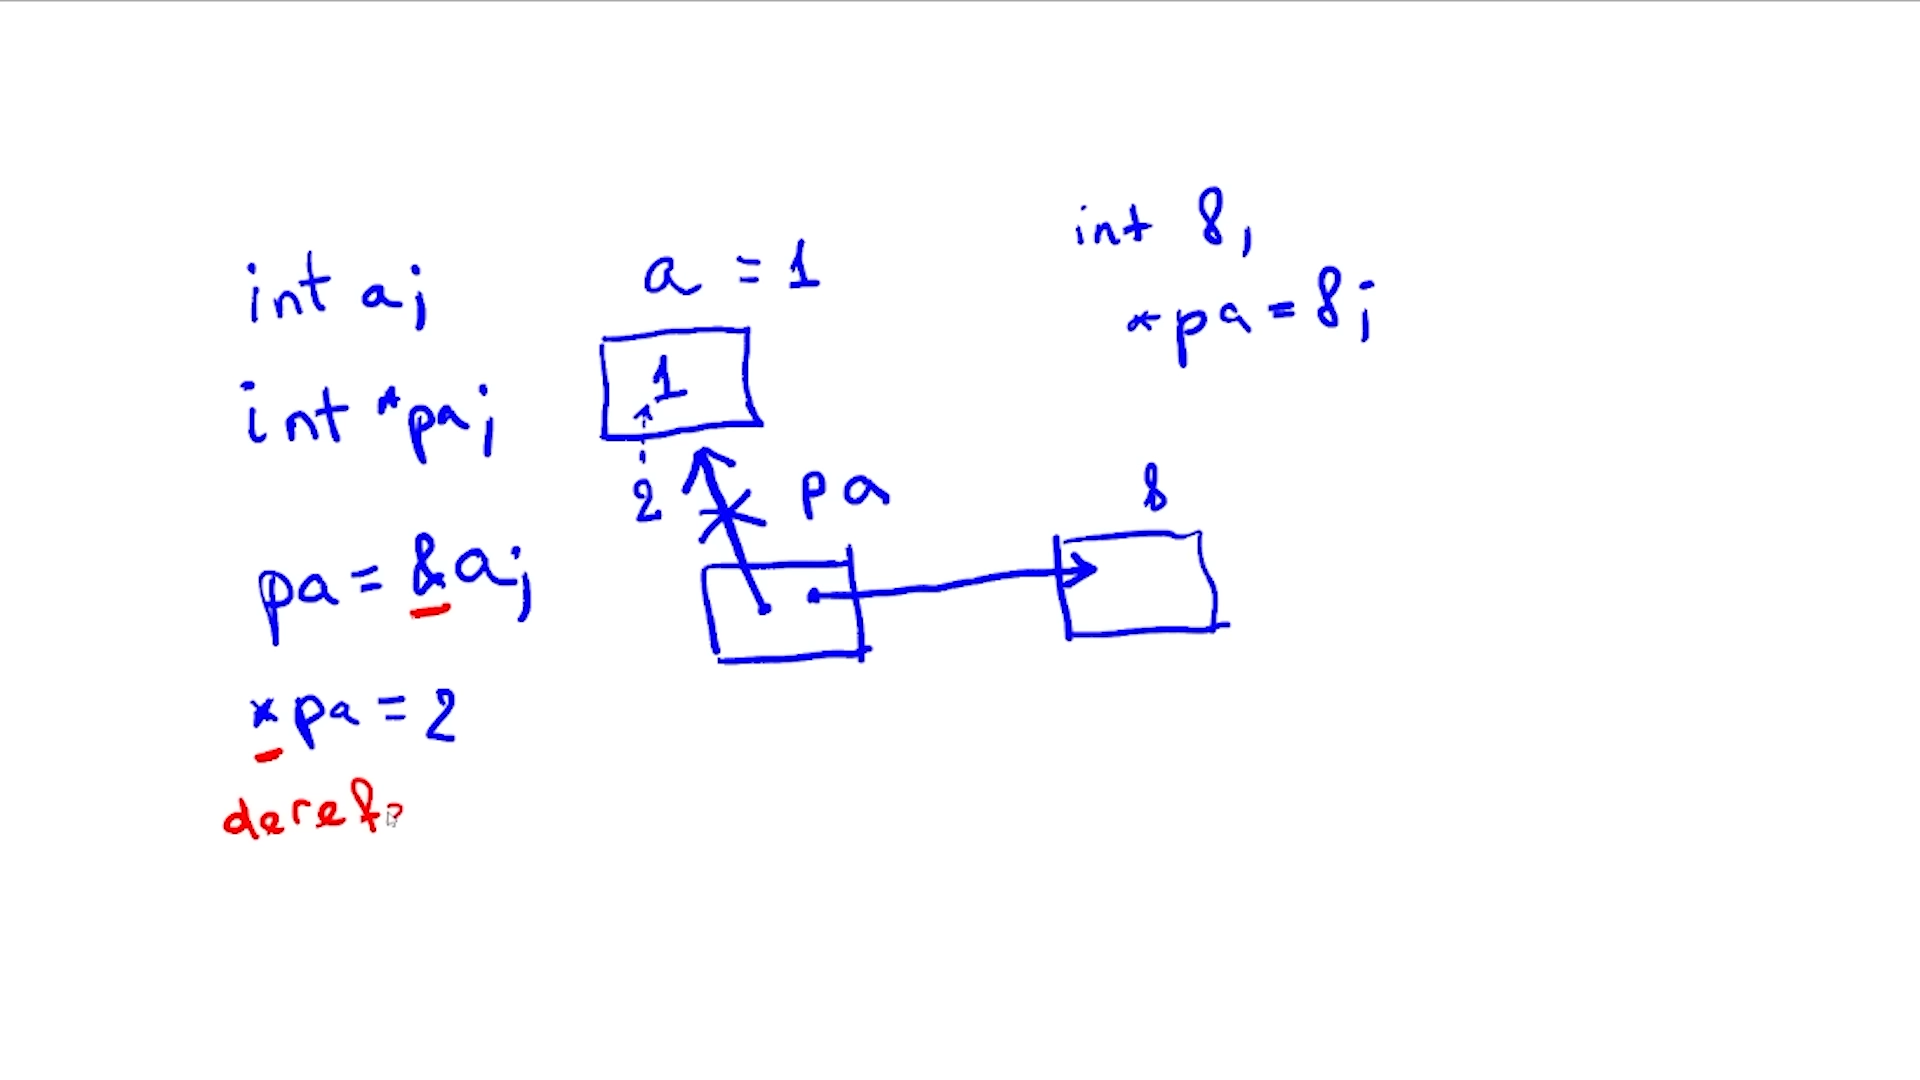 int a;
int *pa;
pa = &a;
*pa = 2
deref
a = 1
1
2
pa
int 8;
*pa = 8;
8